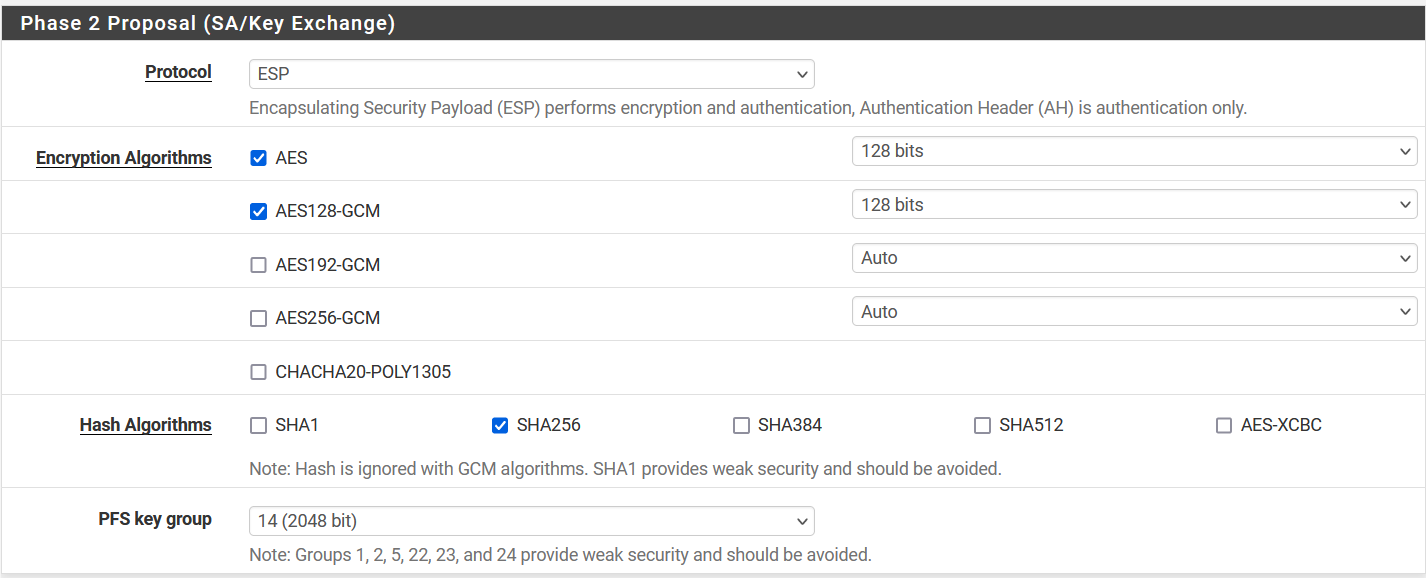 Phase 2 Proposal (SA/Key Exchange)
Protocol
ESP
Encapsulating Security Payload (ESP) performs encryption and authentication, Authentication Header (AH) is authentication only.
Encryption Algorithms
AES
128 bits
AES128-GCM
128 bits
AES192-GCM
Auto
AES256-GCM
Auto
CHACHA20-POLY1305
Hash Algorithms
SHA1
SHA256
SHA384
SHA512
AES-XCBC
Note: Hash is ignored with GCM algorithms. SHA1 provides weak security and should be avoided.
PFS key group
14 (2048 bit)
Note: Groups 1, 2, 5, 22, 23, and 24 provide weak security and should be avoided.